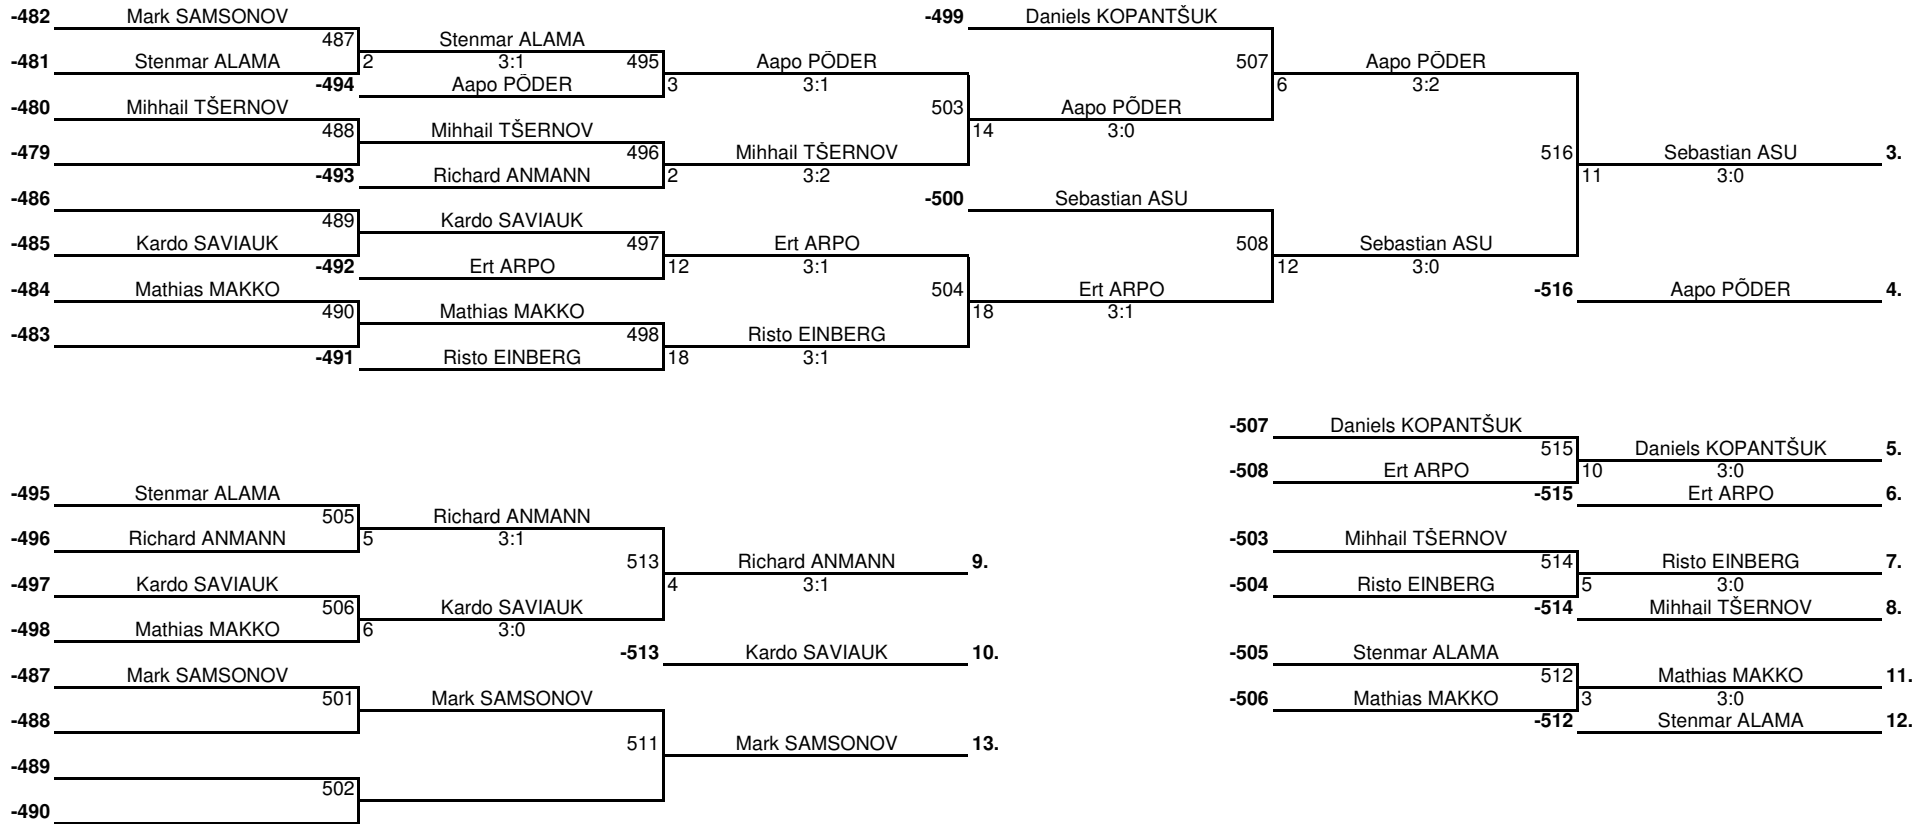 -482 Mark SAMSONOV -499 Daniels KOPANTŠUK
487 Stenmar ALAMA
-481 Stenmar ALAMA 2 3:1 495 Aapo PÕDER 507 Aapo PÕDER
-494 Aapo PÕDER 3 3:1 6 3:2
-480 Mihhail TŠERNOV 503 Aapo PÕDER
488 Mihhail TŠERNOV 14 3:0
-479 496 Mihhail TŠERNOV 516 Sebastian ASU 3.
-493 Richard ANMANN 2 3:2 11 3:0
-486 -500 Sebastian ASU
489 Kardo SAVIAUK
-485 Kardo SAVIAUK 497 Ert ARPO 508 Sebastian ASU
-492 Ert ARPO 12 3:1 12 3:0
-484 Mathias MAKKO 504 Ert ARPO -516 Aapo PÕDER 4.
490 Mathias MAKKO 18 3:1
-483 498 Risto EINBERG
-491 Risto EINBERG 18 3:1
-507 Daniels KOPANTŠUK
515 Daniels KOPANTŠUK 5.
-508 Ert ARPO 10 3:0
-495 Stenmar ALAMA -515 Ert ARPO 6.
505 Richard ANMANN
-496 Richard ANMANN 5 3:1 -503 Mihhail TŠERNOV
513 Richard ANMANN 9. 514 Risto EINBERG 7.
-497 Kardo SAVIAUK 4 3:1 -504 Risto EINBERG 5 3:0
506 Kardo SAVIAUK -514 Mihhail TŠERNOV 8.
-498 Mathias MAKKO 6 3:0
-513 Kardo SAVIAUK 10. -505 Stenmar ALAMA
-487 Mark SAMSONOV 512 Mathias MAKKO 11.
501 Mark SAMSONOV -506 Mathias MAKKO 3 3:0
-488 -512 Stenmar ALAMA 12.
511 Mark SAMSONOV 13.
-489
502
-490